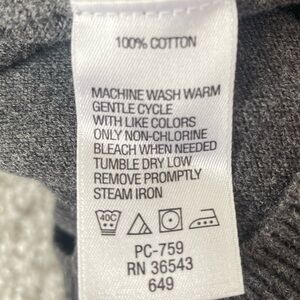 100% COTTON
MACHINE WASH WARM
GENTLE CYCLE
WITH LIKE COLORS
ONLY NON-CHLORINE
BLEACH WHEN NEEDED
TUMBLE DRY LOW
REMOVE PROMPTLY
STEAM IRON
40C
PC-759
RN 36543
649